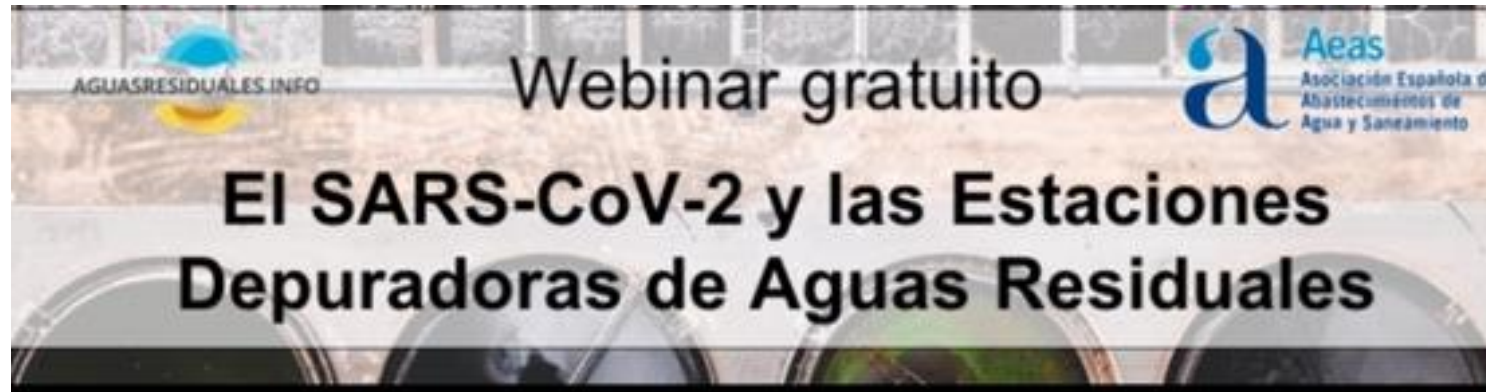 AGUASRESIDUALES.INFO
Webinar gratuito
Aeas
Asociación Española d
Abastecimientos de
Agua y Saneamiento
El SARS-CoV-2 y las Estaciones
Depuradoras de Aguas Residuales